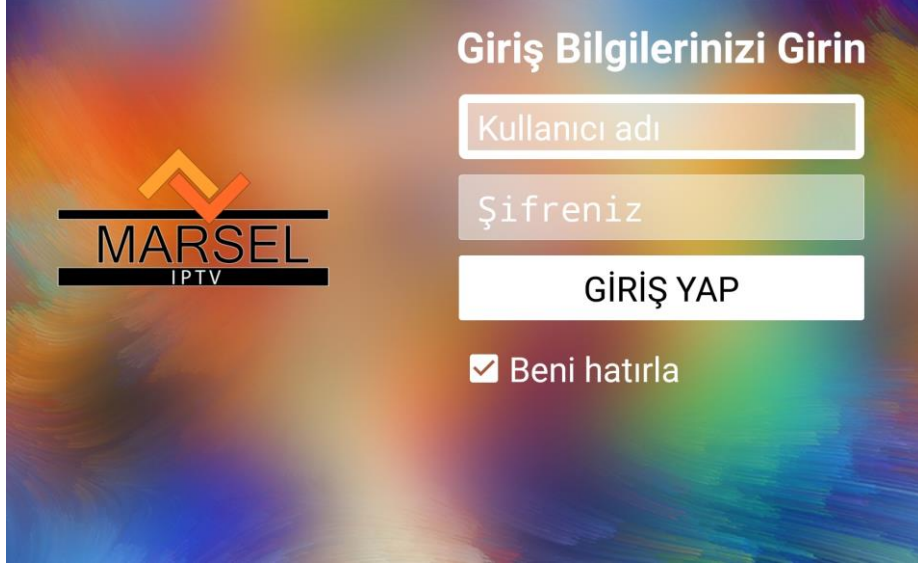 MARSEL
IPTV
Giriş Bilgilerinizi Girin
Kullanıcı adı
Şifreniz
GİRİŞ YAP
Beni hatırla